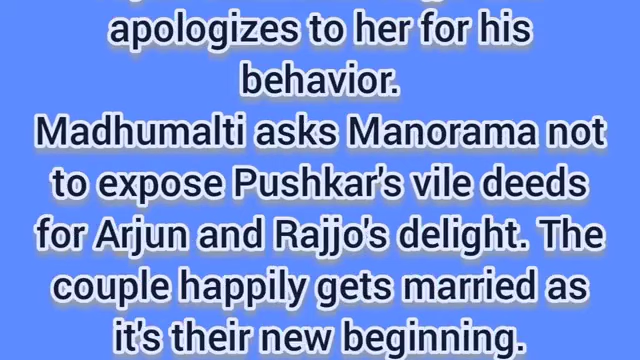 apologizes to her for his
behavior.
Madhumalti asks Manorama not
to expose Pushkar's vile deeds
for Arjun and Rajjo's delight. The
couple happily gets married as
it's their new beginning.